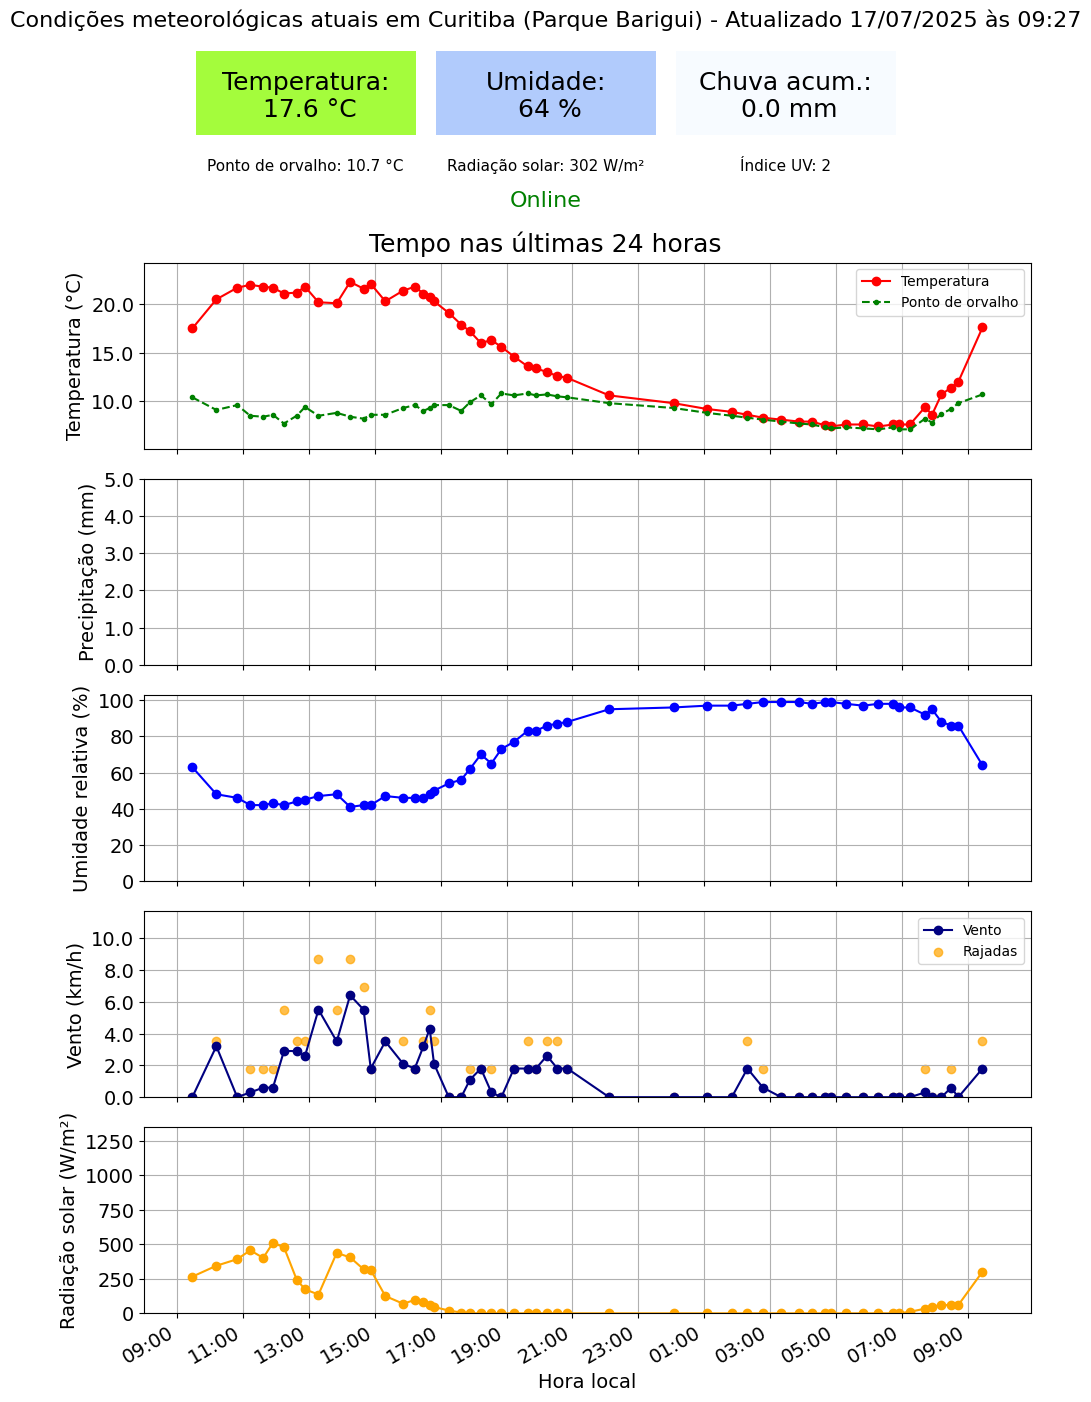 Condições meteorológicas atuais em Curitiba (Parque Barigui) - Atualizado 17/07/2025 às 09:27
Temperatura:
17.6 °C
Umidade:
64 %
Chuva acum.:
0.0 mm
Ponto de orvalho: 10.7 °C
Radiação solar: 302 W/m²
Índice UV: 2
Online
Tempo nas últimas 24 horas
Temperatura (°C)
20.0
15.0
10.0
Temperatura
Ponto de orvalho
Precipitação (mm)
5.0
4.0
3.0
2.0
1.0
0.0
Umidade relativa (%)
100
80
60
40
20
0
Vento (km/h)
10.0
8.0
6.0
4.0
2.0
0.0
Vento
Rajadas
Radiação solar (W/m²)
1250
1000
750
500
250
0
09:00
11:00
13:00
15:00
17:00
19:00
21:00
23:00
01:00
03:00
05:00
07:00
09:00
Hora local